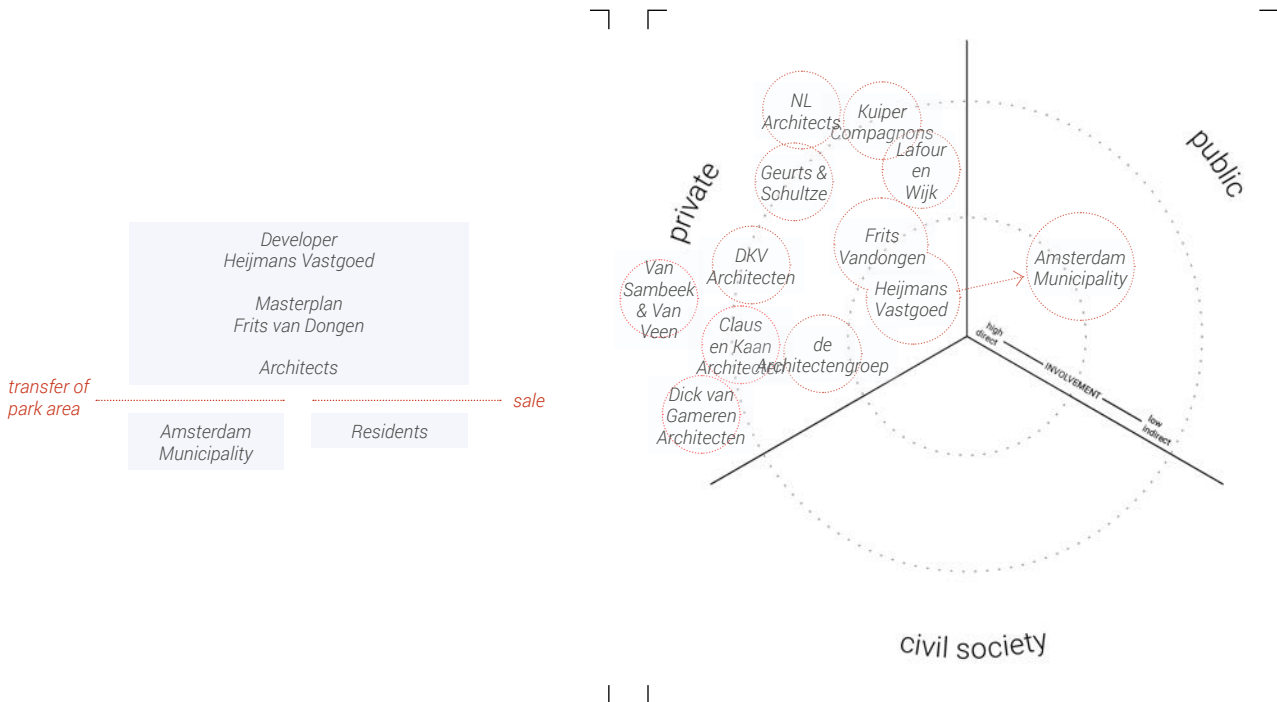 Developer
Heijmans Vastgoed
Masterplan
Frits van Dongen
Architects
transfer of
park area
sale
Amsterdam
Municipality
Residents
private
public
civil society
NL
Architects
Kuiper
Compagnons
Lafour
en
Wijk
Geurts &
Schultze
Frits
Vandongen
DKV
Architecten
Van
Sambeek
& Van
Veen
Heijmans
Vastgoed
Amsterdam
Municipality
Claus
en Kaan
Architecten
de
Architectengroep
Dick van
Gameren
Architecten
high
direct
INVOLVEMENT
low
indirect